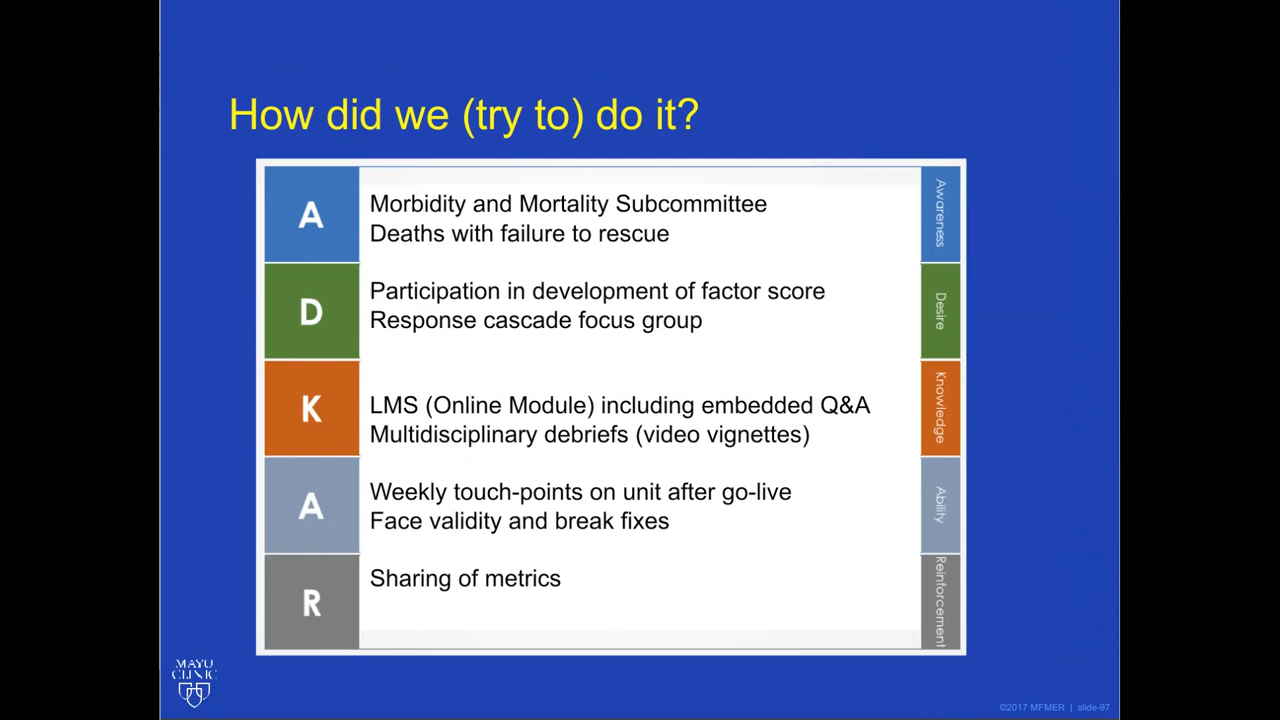 How did we (try to) do it?
A
Morbidity and Mortality Subcommittee
Deaths with failure to rescue
Awareness
D
Participation in development of factor score
Response cascade focus group
Desire
K
LMS (Online Module) including embedded Q&A
Multidisciplinary debriefs (video vignettes)
Knowledge
A
Weekly touch-points on unit after go-live
Face validity and break fixes
Ability
R
Sharing of metrics
Reinforcement
MAYO
CLINIC
©2017 MFMER | slide-97